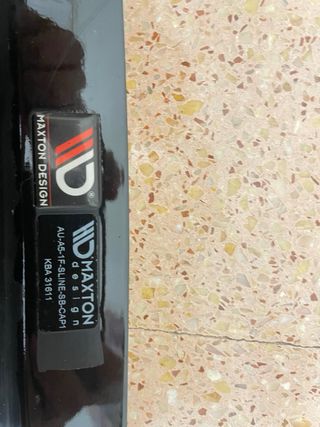 MAXTON DESIGN
®
MAXTON
design
AU-A5-1F-SLINE-SB-CAP1
KBA 31611